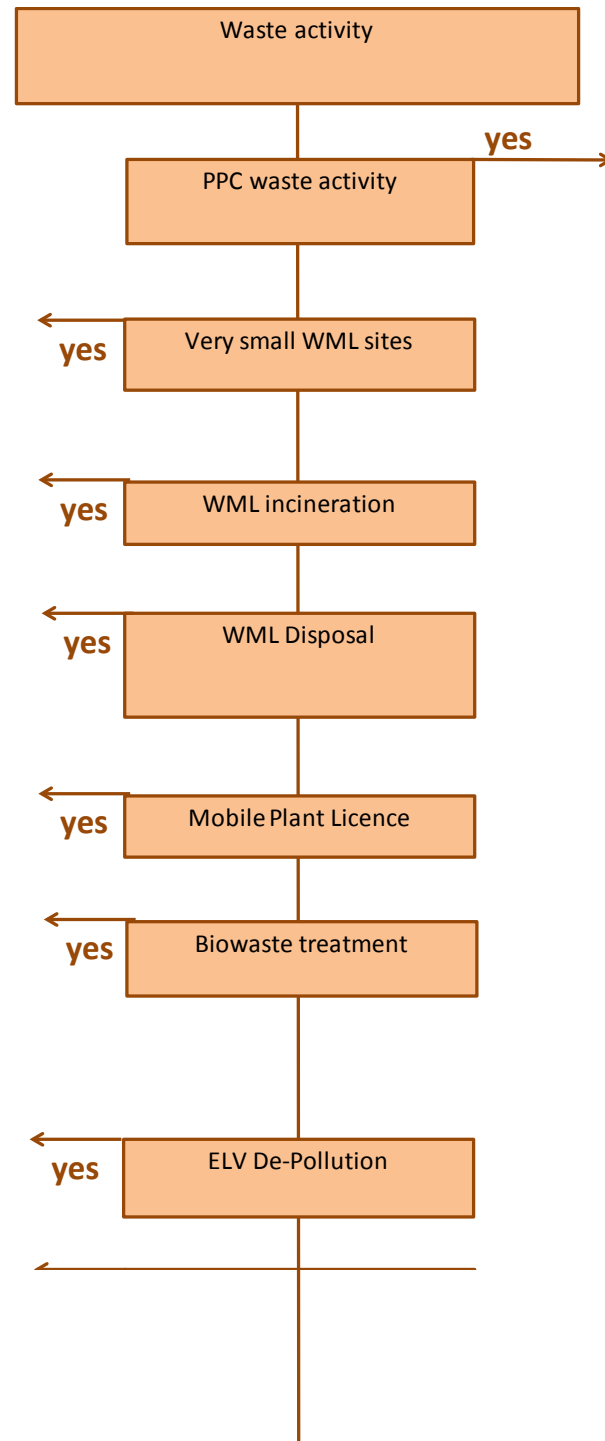 Waste activity
yes
PPC waste activity
Very small WML sites
yes
WML incineration
yes
WML Disposal
yes
Mobile Plant Licence
yes
Biowaste treatment
yes
ELV De-Pollution
yes